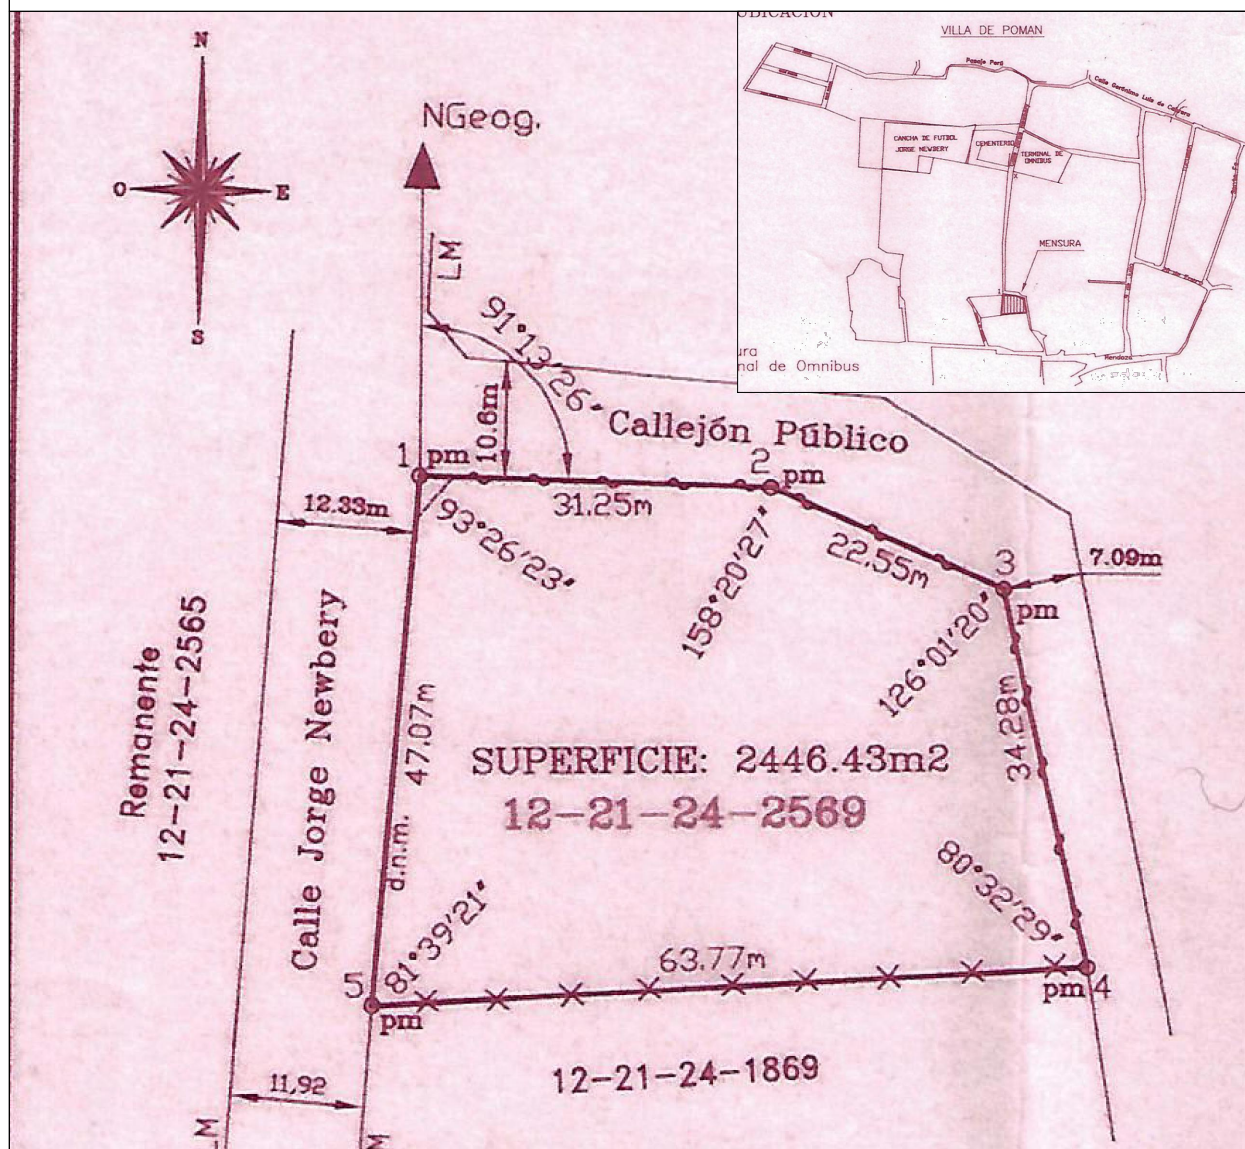 UBICACION
VILLA DE POMAN
Pasaje Perú
Calle Gerónimo Luis de Cabrera
CANCHA DE FUTBOL
JORGE NEWBERY
CEMENTERIO
TERMINAL DE
OMNIBUS
MENSURA
1
Mendoza
ura
nal de Omnibus
N
O
E
S
NGeog.
LM
91°13'26"
10.6m
Callejón Público
1
pm
2
pm
31.25m
12.33m
93°26'23"
158°20'27"
22.55m
3
7.09m
pm
126°01'20"
Remanente
12-21-24-2565
Calle Jorge Newbery
d.n.m. 47.07m
34.28m
SUPERFICIE: 2446.43m2
12-21-24-2569
80°32'29"
81°39'21"
63.77m
5
pm
pm
4
12-21-24-1869
11,92
LM
M